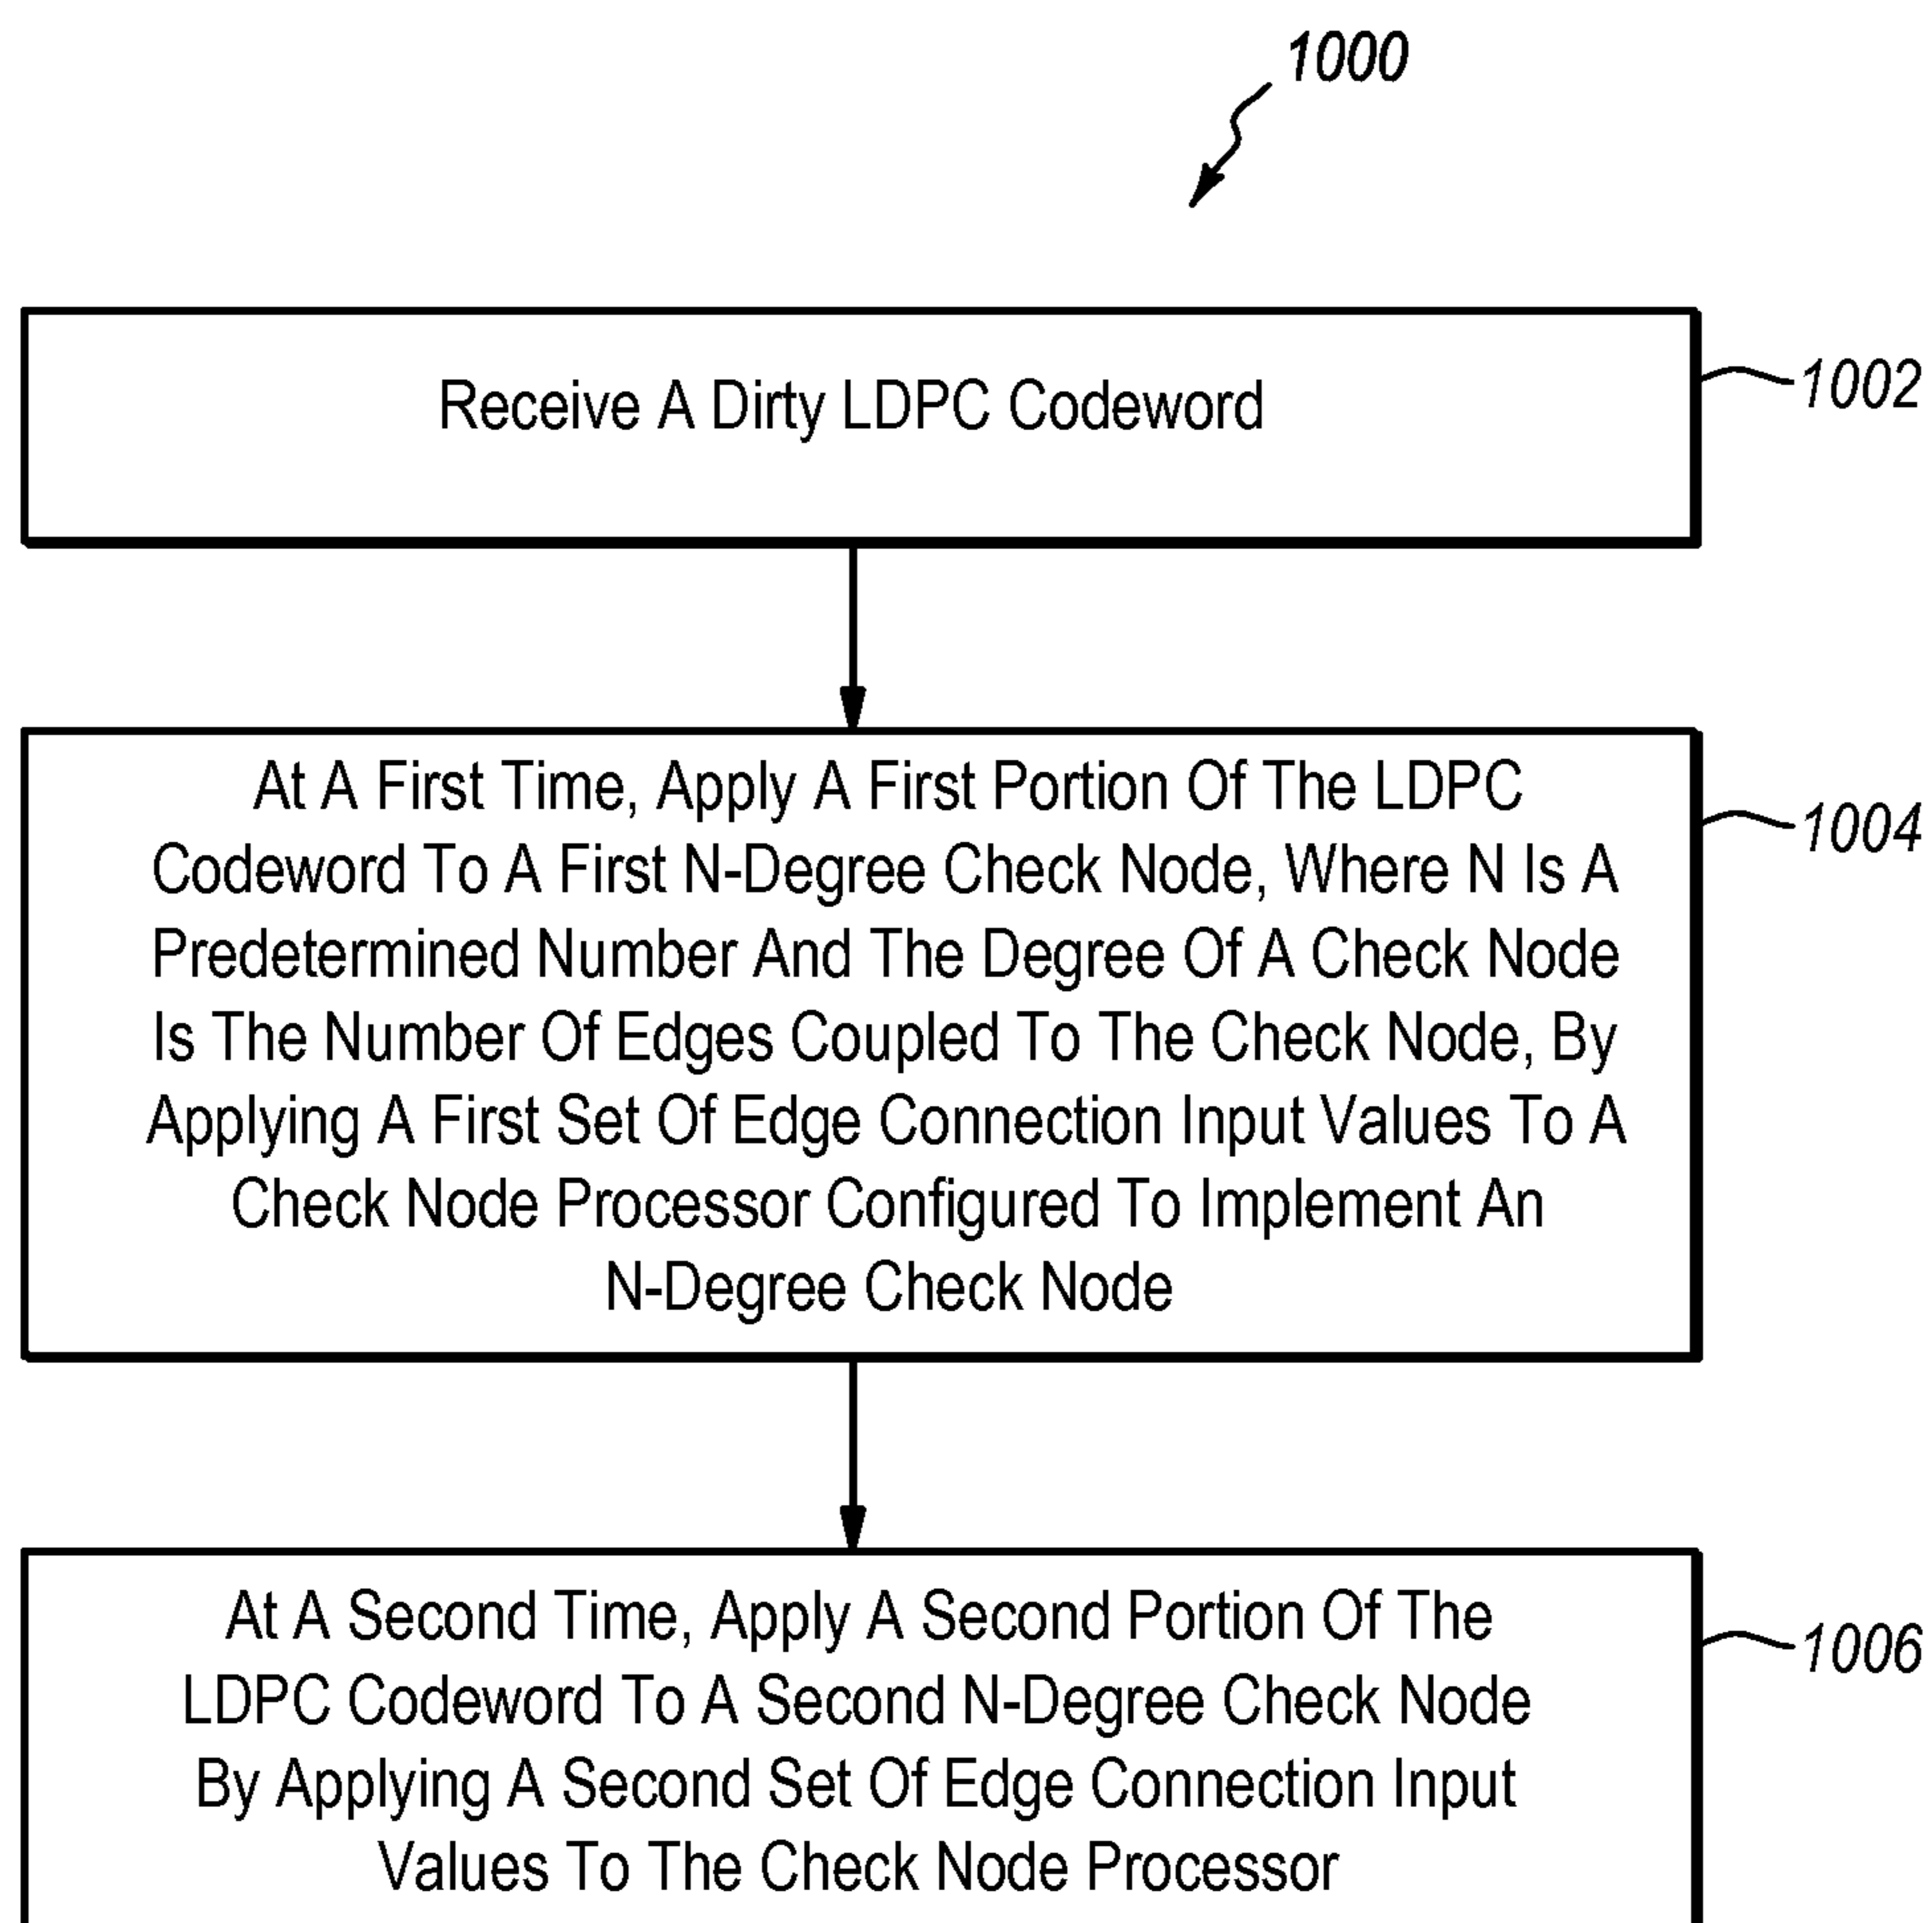 1000
Receive A Dirty LDPC Codeword
1002
At A First Time, Apply A First Portion Of The LDPC
Codeword To A First N-Degree Check Node, Where N Is A
Predetermined Number And The Degree Of A Check Node
Is The Number Of Edges Coupled To The Check Node, By
Applying A First Set Of Edge Connection Input Values To A
Check Node Processor Configured To Implement An
N-Degree Check Node
1004
At A Second Time, Apply A Second Portion Of The
LDPC Codeword To A Second N-Degree Check Node
By Applying A Second Set Of Edge Connection Input
Values To The Check Node Processor
1006